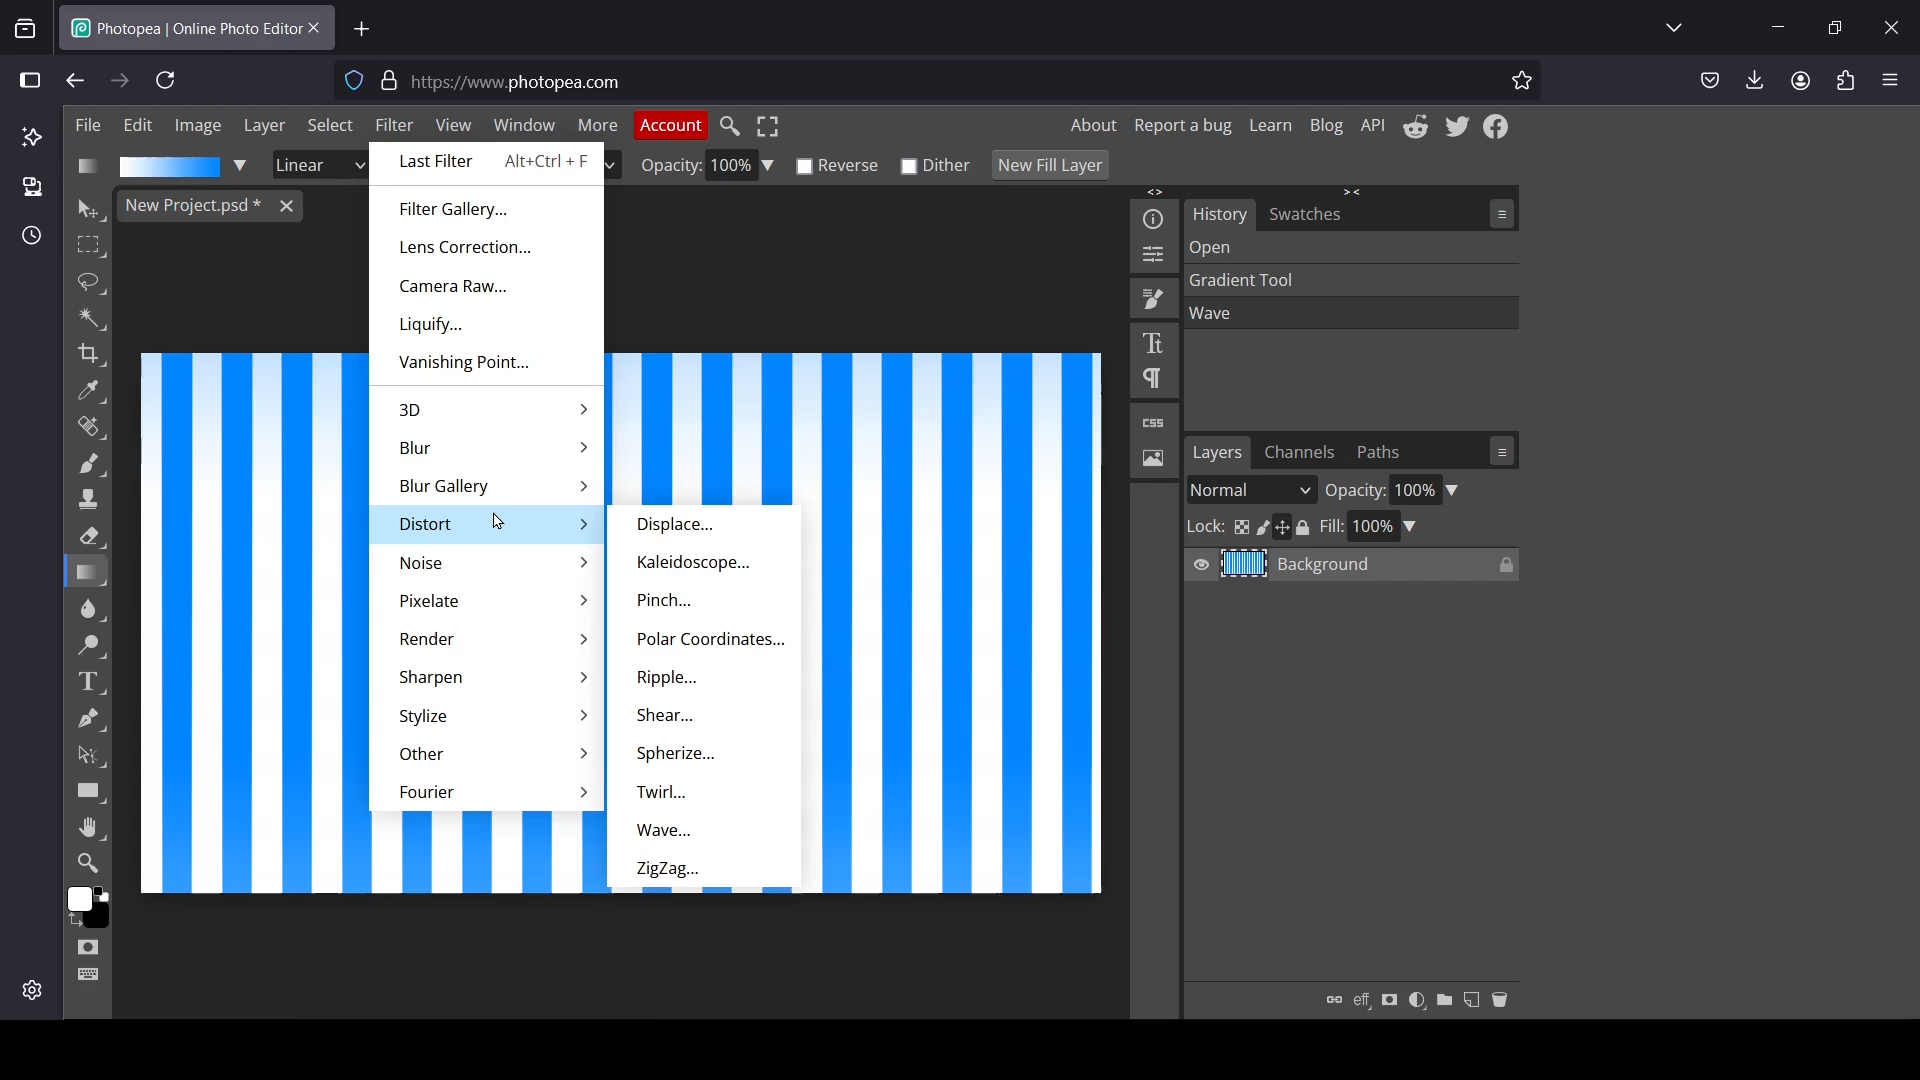 Photopea | Online Photo Editor
https://www.photopea.com
File Edit Image Layer Select Filter View Window More Account
About Report a bug Learn Blog API
Linear Opacity: 100% Reverse Dither New Fill Layer
New Project.psd *
Last Filter Alt+Ctrl + F
Filter Gallery...
Lens Correction...
Camera Raw...
Liquify...
Vanishing Point...
3D
Blur
Blur Gallery
Distort
Noise
Pixelate
Render
Sharpen
Stylize
Other
Fourier
Displace...
Kaleidoscope...
Pinch...
Polar Coordinates...
Ripple...
Shear...
Spherize...
Twirl...
Wave...
ZigZag...
<> ><
History Swatches
Open
Gradient Tool
Wave
CSS
Layers Channels Paths
Normal Opacity: 100%
Lock: Fill: 100%
Background
eff